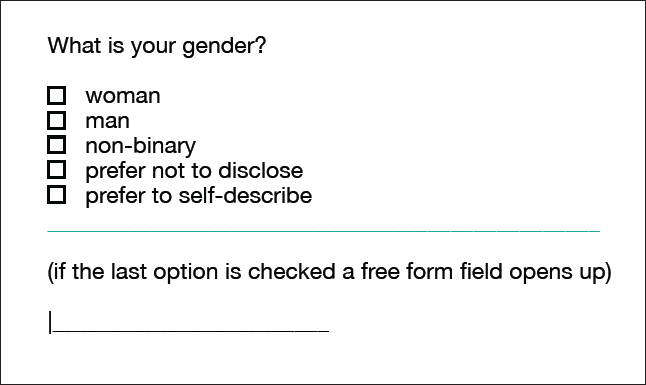 What is your gender?
woman
man
non-binary
prefer not to disclose
prefer to self-describe
(if the last option is checked a free form field opens up)